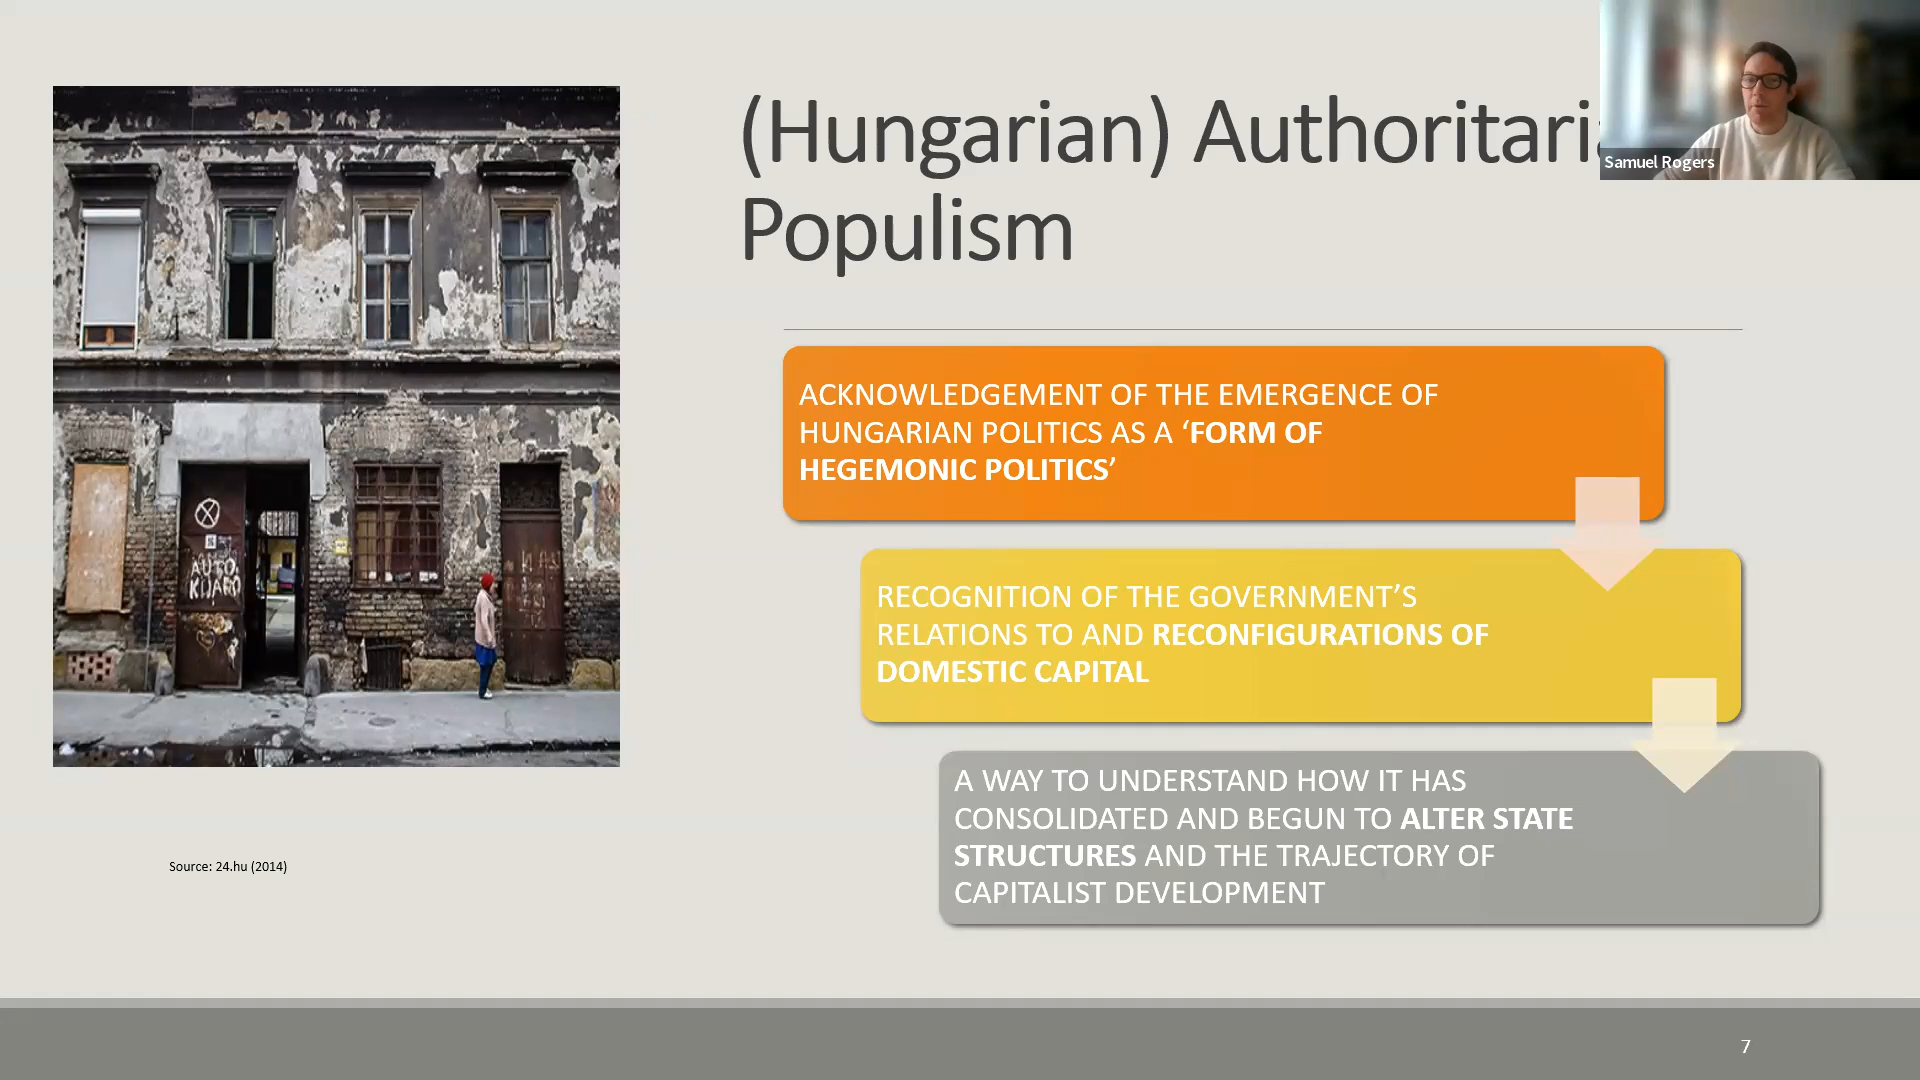 (Hungarian) Authoritari
Populism
Samuel Rogers
ACKNOWLEDGEMENT OF THE EMERGENCE OF
HUNGARIAN POLITICS AS A ‘FORM OF
HEGEMONIC POLITICS’
RECOGNITION OF THE GOVERNMENT’S
RELATIONS TO AND RECONFIGURATIONS OF
DOMESTIC CAPITAL
A WAY TO UNDERSTAND HOW IT HAS
CONSOLIDATED AND BEGUN TO ALTER STATE
STRUCTURES AND THE TRAJECTORY OF
CAPITALIST DEVELOPMENT
AUTO.
Source: 24.hu (2014)
7